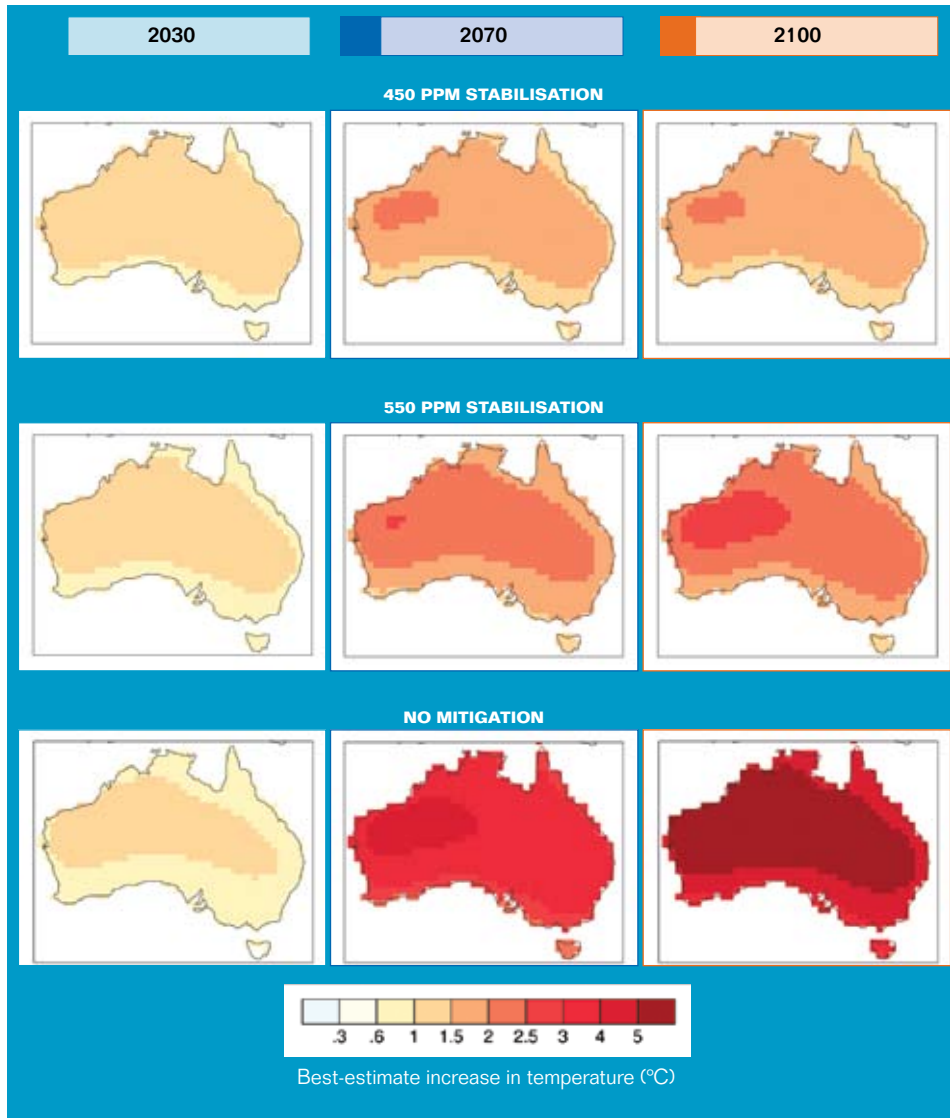 2030 2070 2100
450 PPM STABILISATION
550 PPM STABILISATION
NO MITIGATION
.3 .6 1 1.5 2 2.5 3 4 5
Best-estimate increase in temperature (ºC)